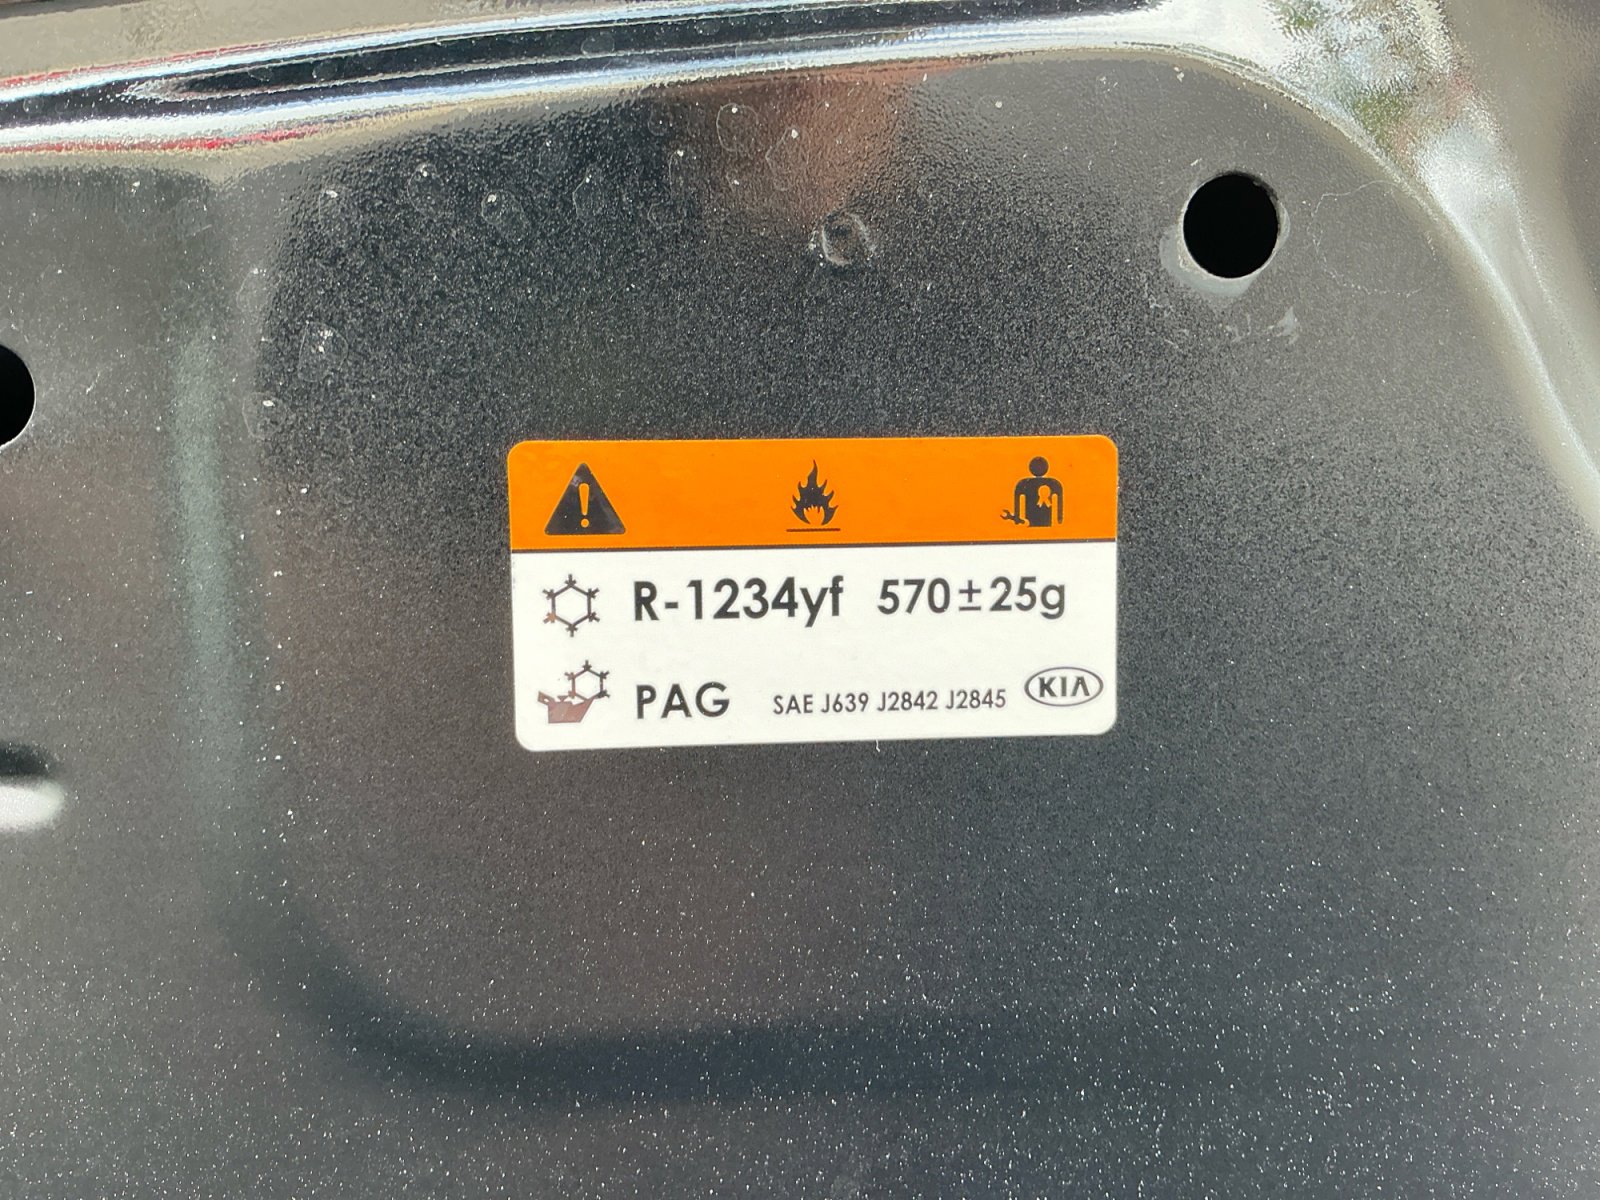 R-1234yf 570±25g
PAG SAE J639 J2842 J2845 KIA